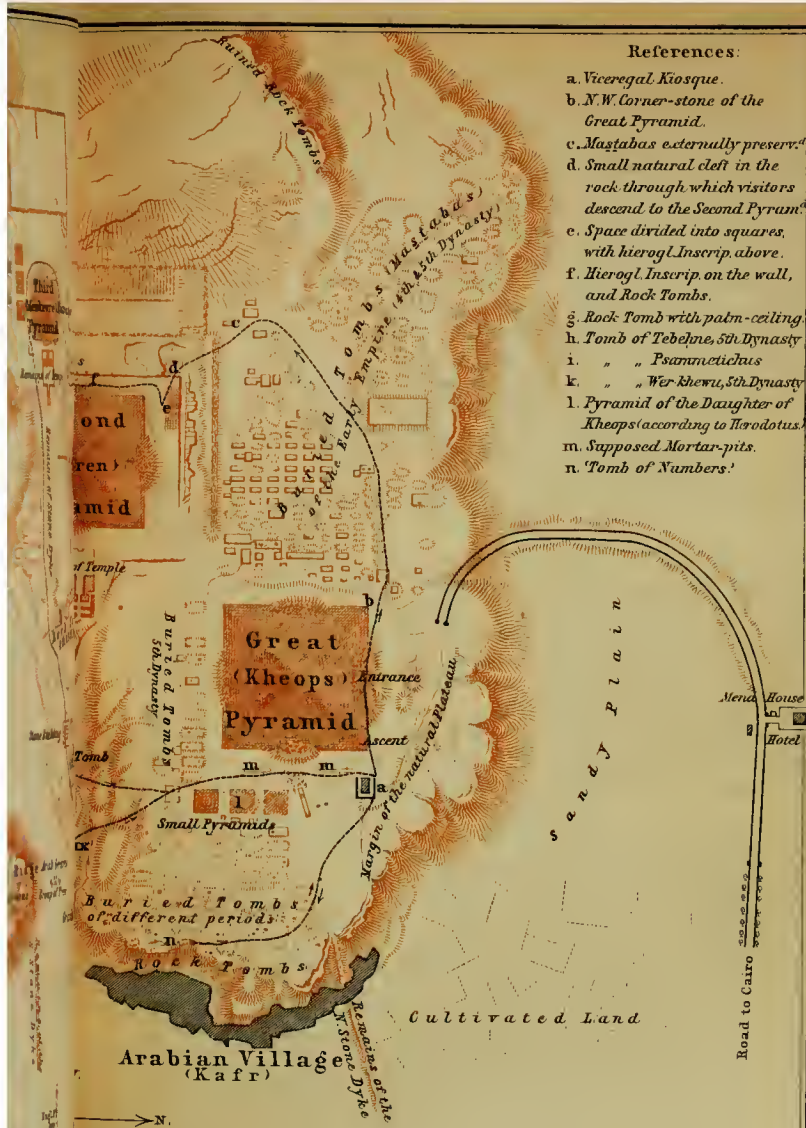 References:
a. Viceregal Kiosque.
b. N.W. Corner-stone of the
Great Pyramid.
c. Mastabas externally preserv.d
d. Small natural cleft in the
rock through which visitors
descend to the Second Pyram.d
e. Space divided into squares,
with hierogl. Inscrip. above.
f. Hierogl. Inscrip. on the wall,
and Rock Tombs.
g. Rock Tomb with palm-ceiling.
h. Tomb of Tebehne, 5th Dynasty
i. „ „ Psammetichus
k. „ „ Wer-khewu, 5th Dynasty
l. Pyramid of the Daughter of
Kheops (according to Herodotus.)
m. Supposed Mortar-pits.
n. 'Tomb of Numbers.'
Ruined Rock Tombs
Buried Tombs (Mastabas)
of the Early Empire (4th & 5th Dynasty)
Third
Pyramid
c
s
d
f
e
ond
ren)
amid
of Temple
b
Buried Tombs
5th Dynasty
Great
(Kheops)
Pyramid
Entrance
Ascent
Margin of the natural Plateau
Sandy Plain
Mena House
Hotel
Tomb
m m
a
l
Small Pyramids
Buried Tombs
of different periods
n
Rock Tombs
Arabian Village
(Kafr)
Remains of the
N. Stone Dyke
Cultivated Land
Road to Cairo
N.